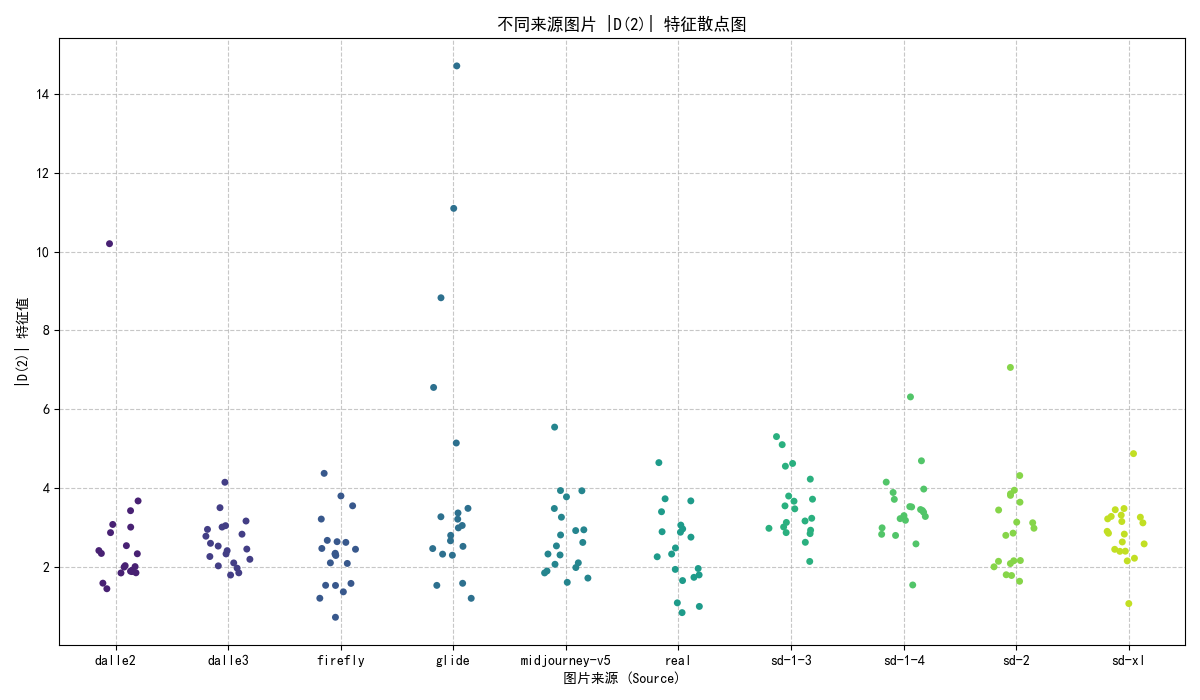 不同来源图片 |D(2)| 特征散点图
|D(2)| 特征值
14
12
10
8
6
4
2
dalle2 dalle3 firefly glide midjourney-v5 real sd-1-3 sd-1-4 sd-2 sd-xl
图片来源 (Source)